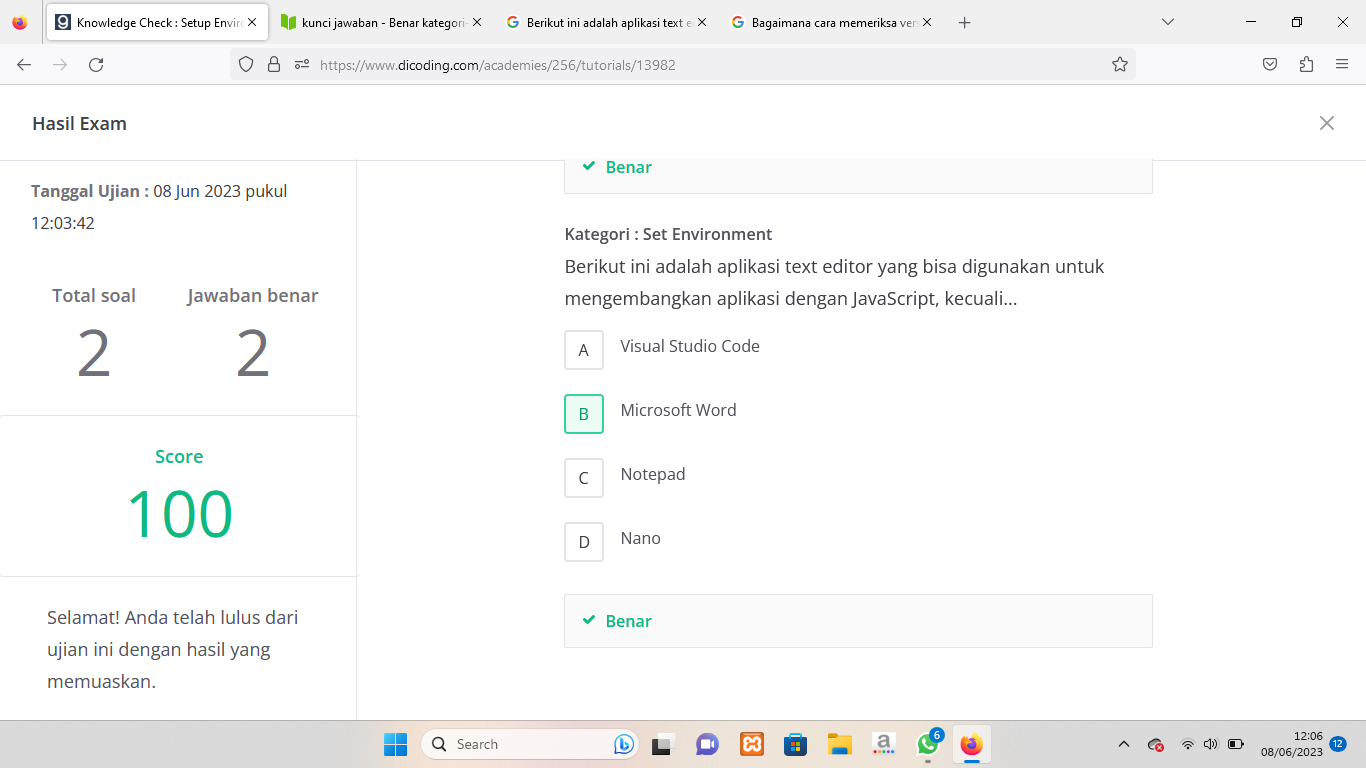 Knowledge Check : Setup Envir
kunci jawaban - Benar kategori-
Berikut ini adalah aplikasi text e
Bagaimana cara memeriksa ver
https://www.dicoding.com/academies/256/tutorials/13982
Hasil Exam
Tanggal Ujian : 08 Jun 2023 pukul
12:03:42
Total soal
Jawaban benar
2
2
Score
100
Selamat! Anda telah lulus dari
ujian ini dengan hasil yang
memuaskan.
Benar
Kategori : Set Environment
Berikut ini adalah aplikasi text editor yang bisa digunakan untuk
mengembangkan aplikasi dengan JavaScript, kecuali...
A Visual Studio Code
B Microsoft Word
C Notepad
D Nano
Benar
Search
a
6
12:06
08/06/2023
12